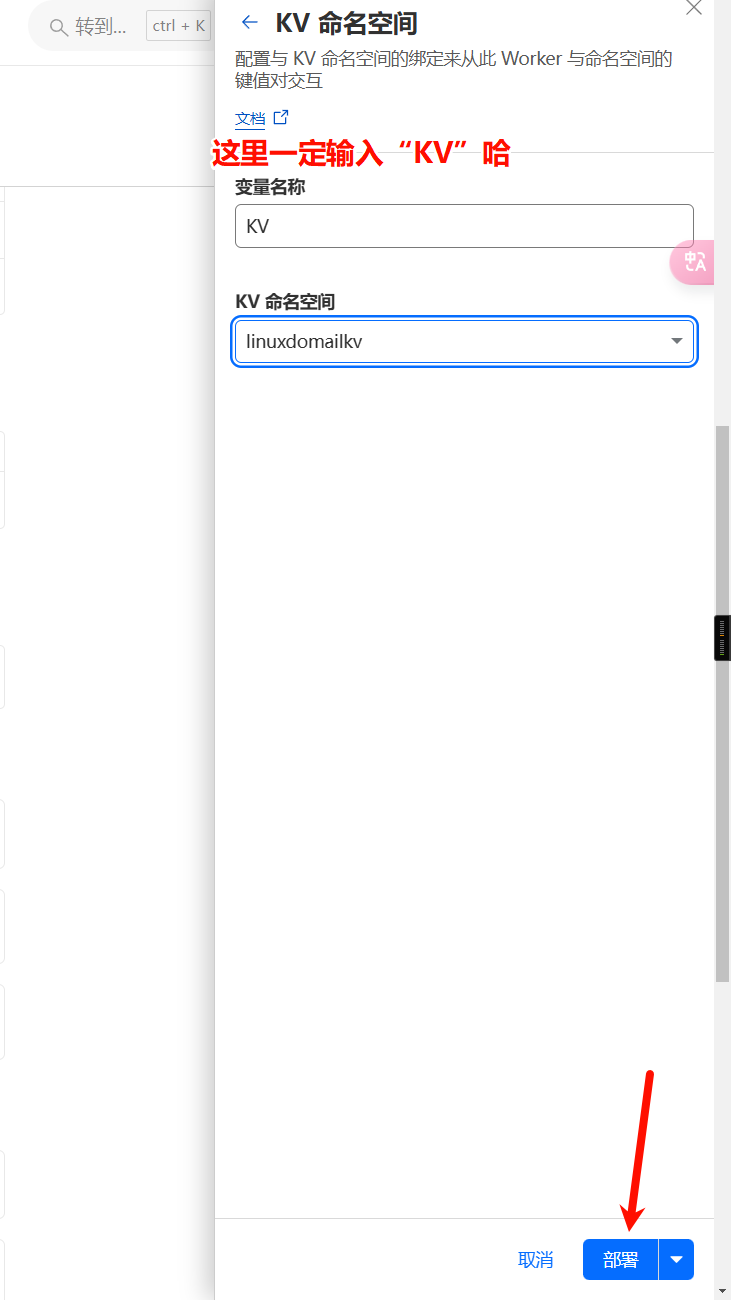 转到...
ctrl + K
KV 命名空间
配置与 KV 命名空间的绑定来从此 Worker 与命名空间的
键值对交互
文档
这里一定输入“KV”哈
变量名称
KV
中A
KV 命名空间
linuxdomailkv
取消
部署